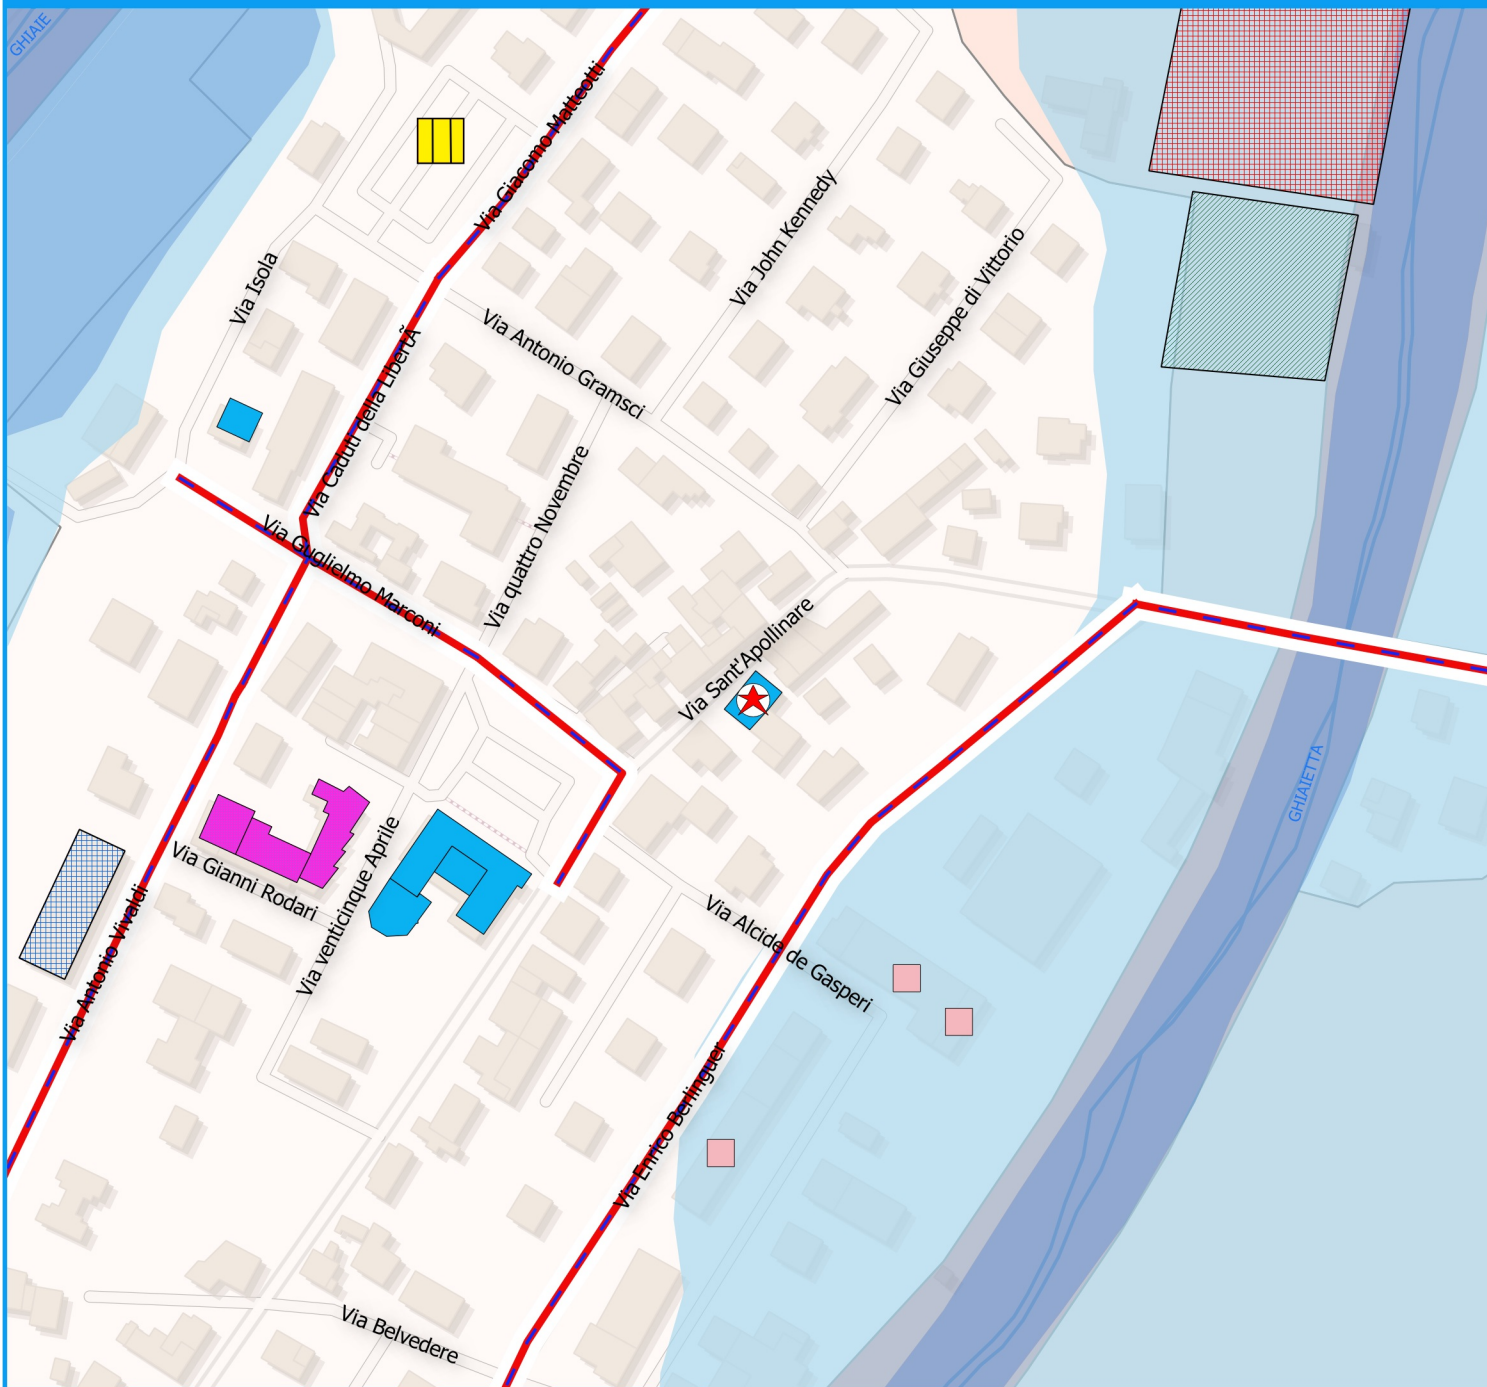 GHIAIE
Via Giacomo Matteotti
Via John Kennedy
Via Isola
Via Giuseppe di Vittorio
Via Antonio Gramsci
Via Caduti della LibertÃ
Via quattro Novembre
Via Guglielmo Marconi
Via Sant'Apollinare
GHIAIETTA
Via Gianni Rodari
Via venticinque Aprile
Via Antonio Vivaldi
Via Alcide de Gasperi
Via Enrico Berlinguer
Via Belvedere